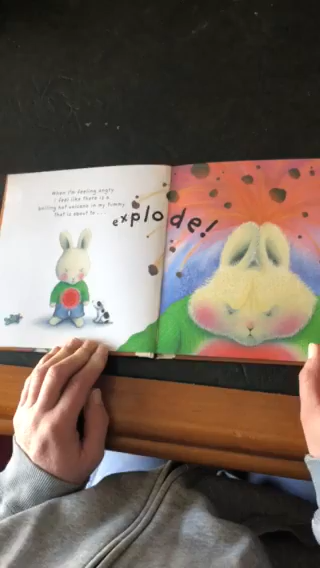 When I'm feeling angry,
I feel like there is a
boiling hot volcano in my tummy
that is about to ...
explode!